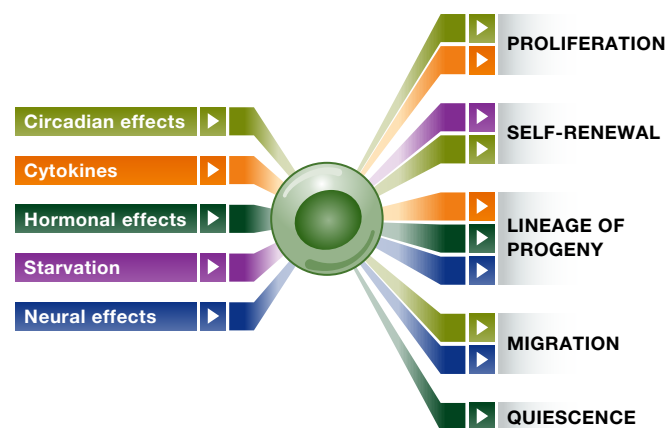 Circadian effects
Cytokines
Hormonal effects
Starvation
Neural effects
PROLIFERATION
SELF-RENEWAL
LINEAGE OF
PROGENY
MIGRATION
QUIESCENCE